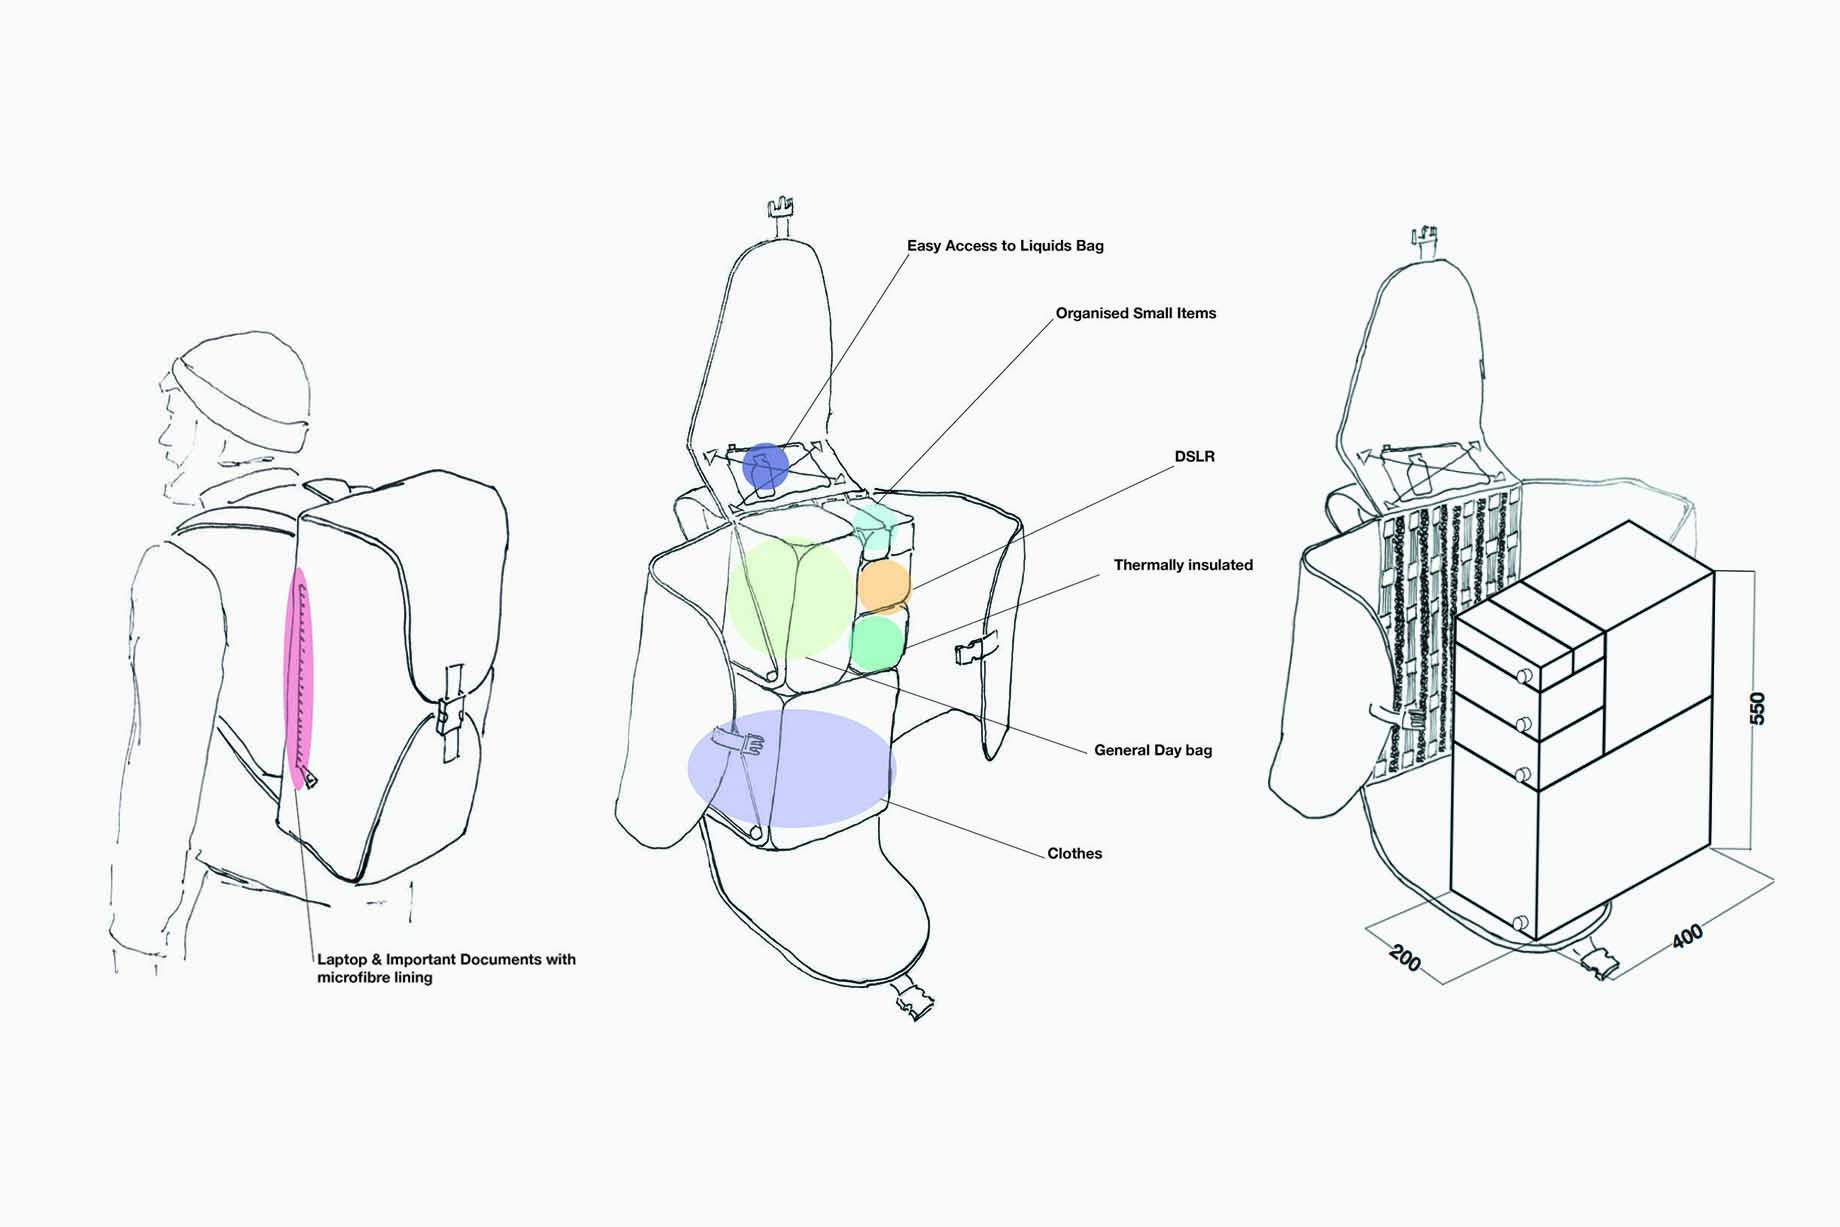 Easy Access to Liquids Bag
Organised Small Items
DSLR
Thermally insulated
General Day bag
Clothes
Laptop & Important Documents with
microfibre lining
550
400
200